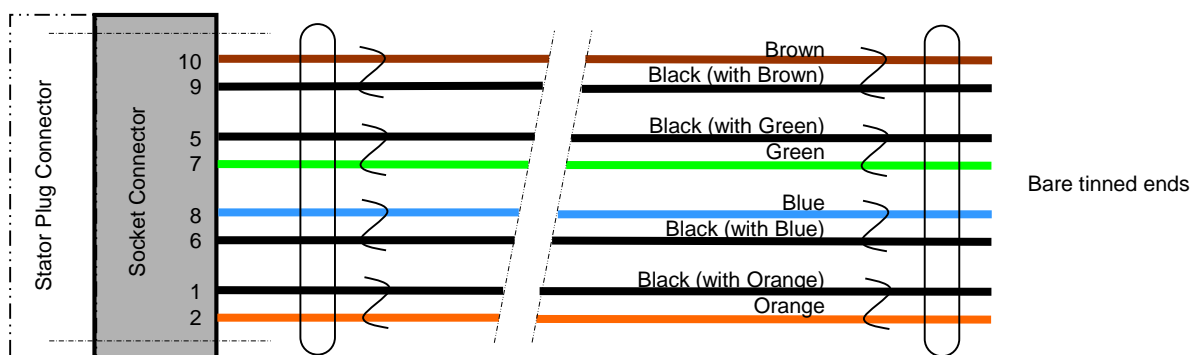 Stator Plug Connector
Socket Connector
10
9
5
7
8
6
1
2
Brown
Black (with Brown)
Black (with Green)
Green
Blue
Black (with Blue)
Black (with Orange)
Orange
Bare tinned ends